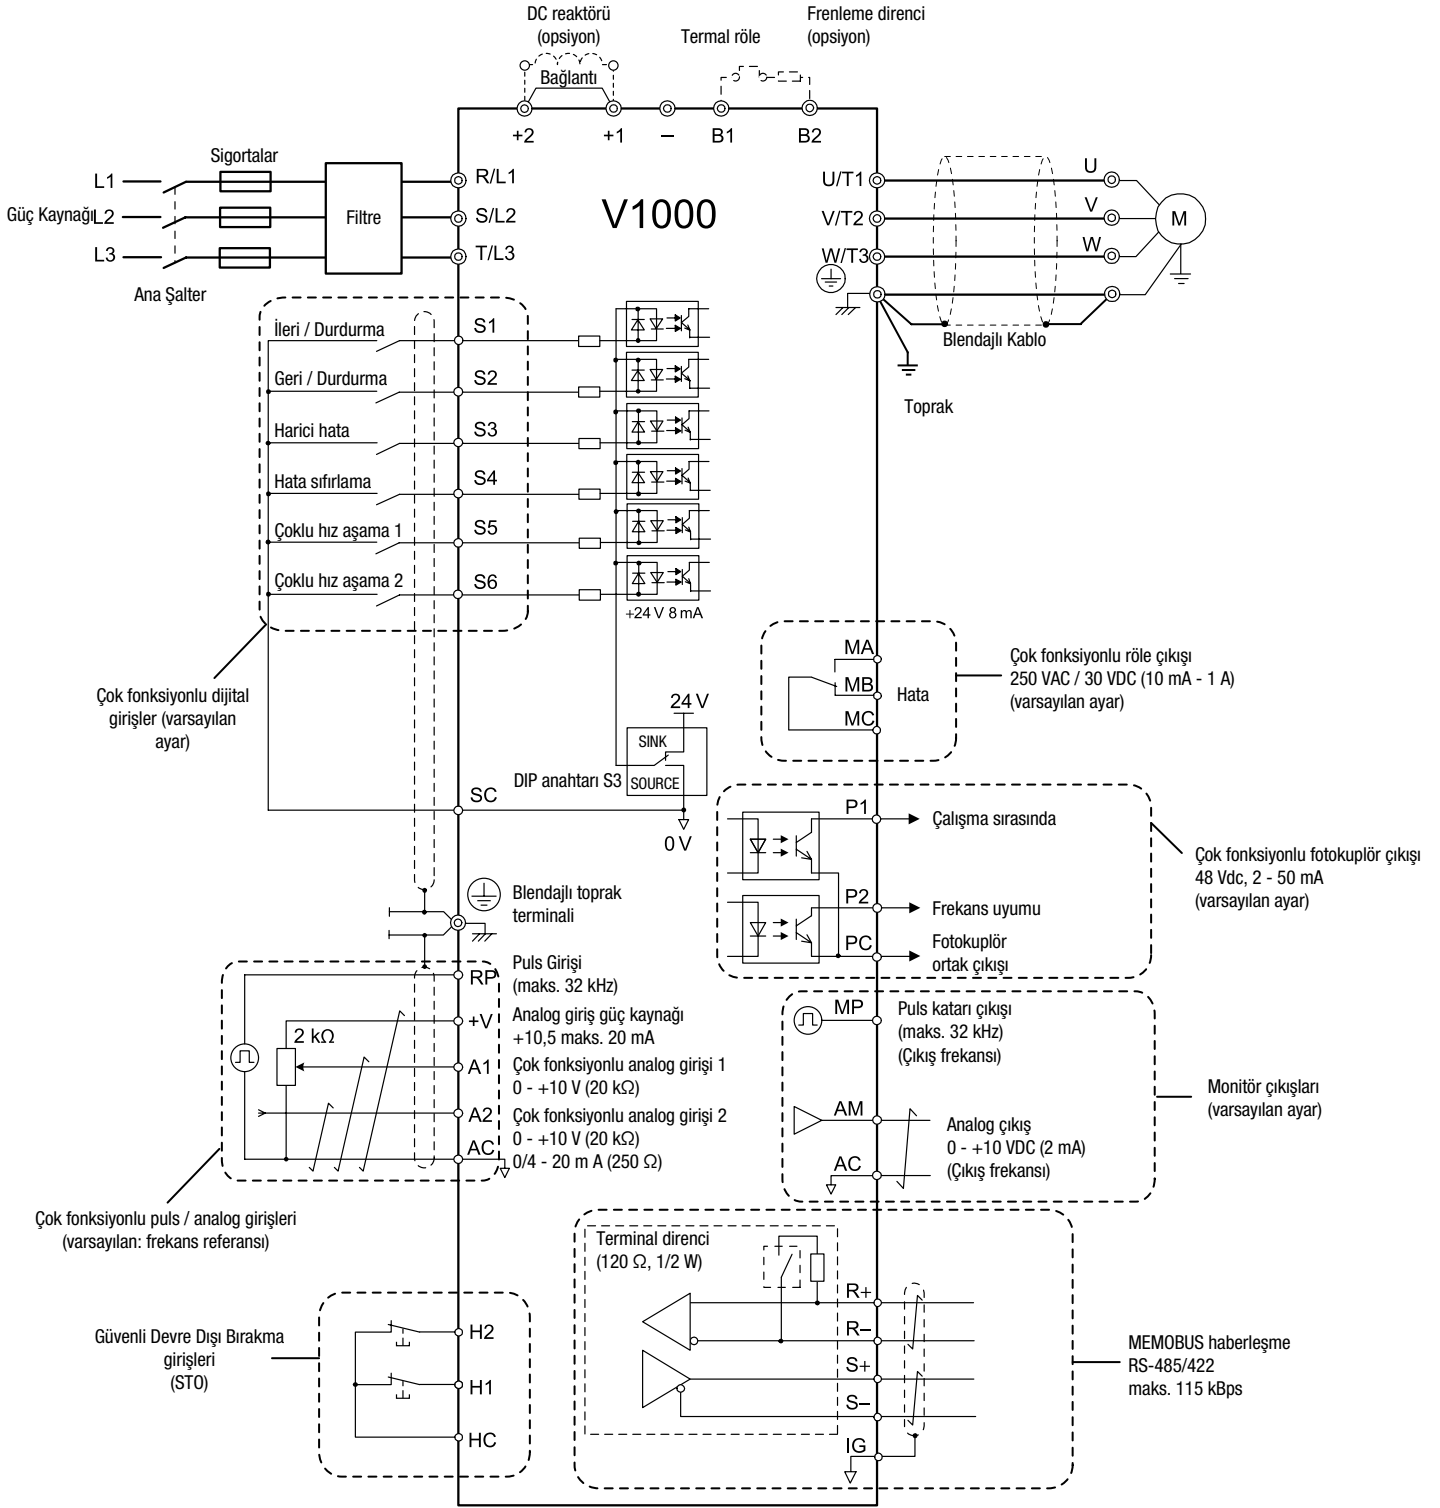 DC reaktörü
(opsiyon)
Termal röle
Frenleme direnci
(opsiyon)
Bağlantı
+2
+1
–
B1
B2
Sigortalar
L1
Güç Kaynağı
L2
L3
Filtre
R/L1
S/L2
T/L3
Ana Şalter
V1000
U/T1
V/T2
W/T3
U
V
W
M
Blendajlı Kablo
Toprak
İleri / Durdurma
S1
Geri / Durdurma
S2
Harici hata
S3
Hata sıfırlama
S4
Çoklu hız aşama 1
S5
Çoklu hız aşama 2
S6
+24 V 8 mA
Çok fonksiyonlu dijital
girişler (varsayılan
ayar)
24 V
SINK
DIP anahtarı S3
SOURCE
SC
0 V
MA
MB
MC
Hata
Çok fonksiyonlu röle çıkışı
250 VAC / 30 VDC (10 mA - 1 A)
(varsayılan ayar)
P1
Çalışma sırasında
P2
Frekans uyumu
PC
Fotokuplör
ortak çıkışı
Çok fonksiyonlu fotokuplör çıkışı
48 Vdc, 2 - 50 mA
(varsayılan ayar)
Blendajlı toprak
terminali
RP
Puls Girişi
(maks. 32 kHz)
+V
Analog giriş güç kaynağı
+10,5 maks. 20 mA
2 kΩ
A1
Çok fonksiyonlu analog girişi 1
0 - +10 V (20 kΩ)
A2
Çok fonksiyonlu analog girişi 2
0 - +10 V (20 kΩ)
0/4 - 20 m A (250 Ω)
AC
Çok fonksiyonlu puls / analog girişleri
(varsayılan: frekans referansı)
MP
Puls katarı çıkışı
(maks. 32 kHz)
(Çıkış frekansı)
AM
Analog çıkış
0 - +10 VDC (2 mA)
(Çıkış frekansı)
AC
Monitör çıkışları
(varsayılan ayar)
Terminal direnci
(120 Ω, 1/2 W)
R+
R–
S+
S–
IG
MEMOBUS haberleşme
RS-485/422
maks. 115 kBps
Güvenli Devre Dışı Bırakma
girişleri
(STO)
H2
H1
HC